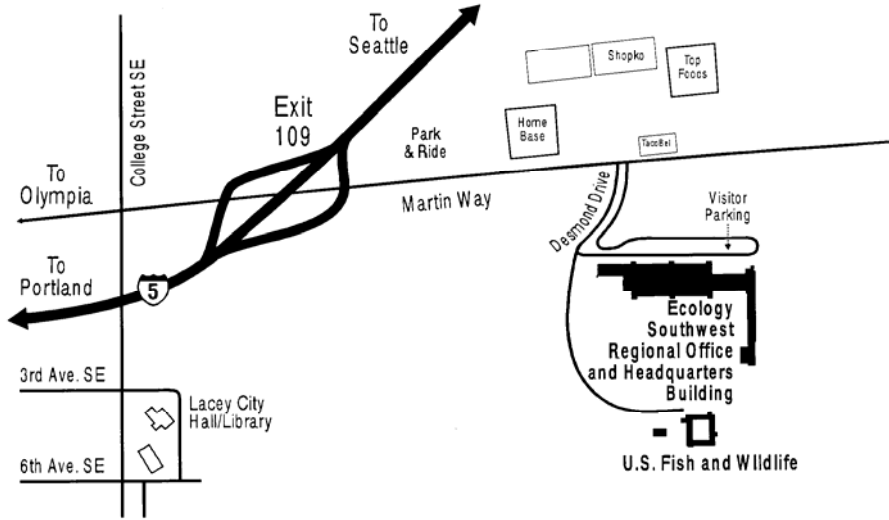 To
Seattle
College Street SE
Exit
109
Shopko
Top
Foods
Home
Base
Park
& Ride
TacoBel
To
Olympia
Martin Way
Desmond Drive
Visitor
Parking
To
Portland
5
Ecology
Southwest
Regional Office
and Headquarters
Building
3rd Ave. SE
Lacey City
Hall/Library
6th Ave. SE
U.S. Fish and Wildlife